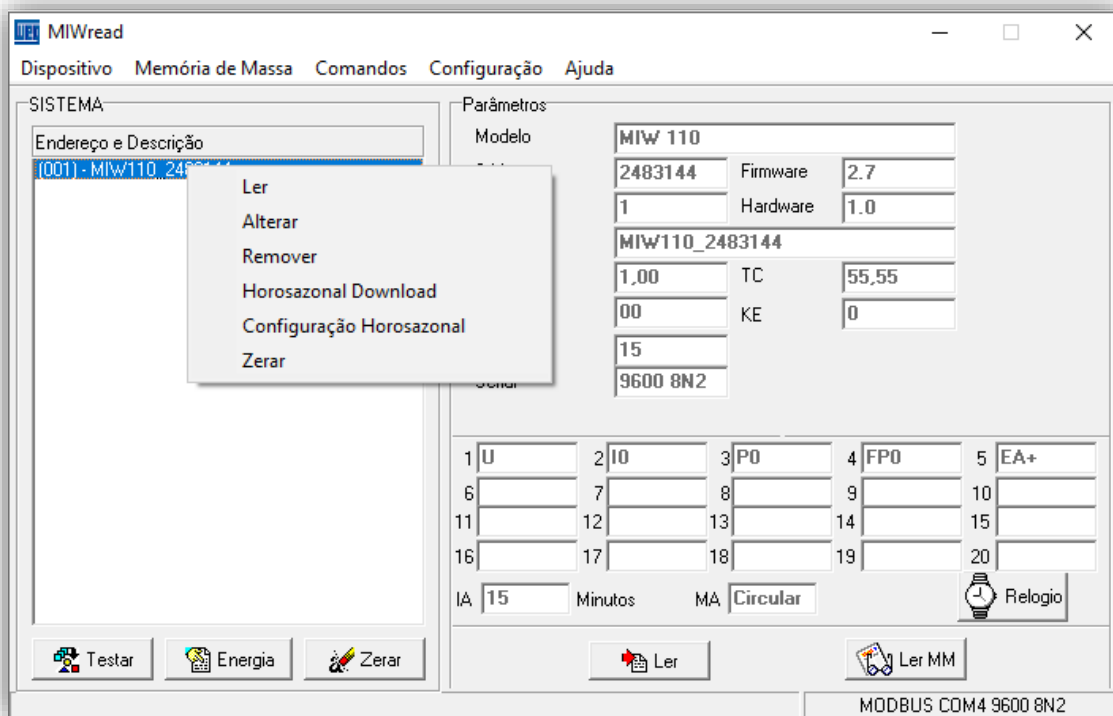 MIWread
Dispositivo Memória de Massa Comandos Configuração Ajuda
SISTEMA
Endereço e Descrição
(001) - MIW110_2483144
Ler
Alterar
Remover
Horosazonal Download
Configuração Horosazonal
Zerar
Testar Energia Zerar
Parâmetros
Modelo MIW 110
2483144 Firmware 2.7
1 Hardware 1.0
MIW110_2483144
1,00 TC 55,55
00 KE 0
15
9600 8N2
1 U 2 I0 3 P0 4 FP0 5 EA+
6 7 8 9 10
11 12 13 14 15
16 17 18 19 20
IA 15 Minutos MA Circular Relogio
Ler Ler MM
MODBUS COM4 9600 8N2